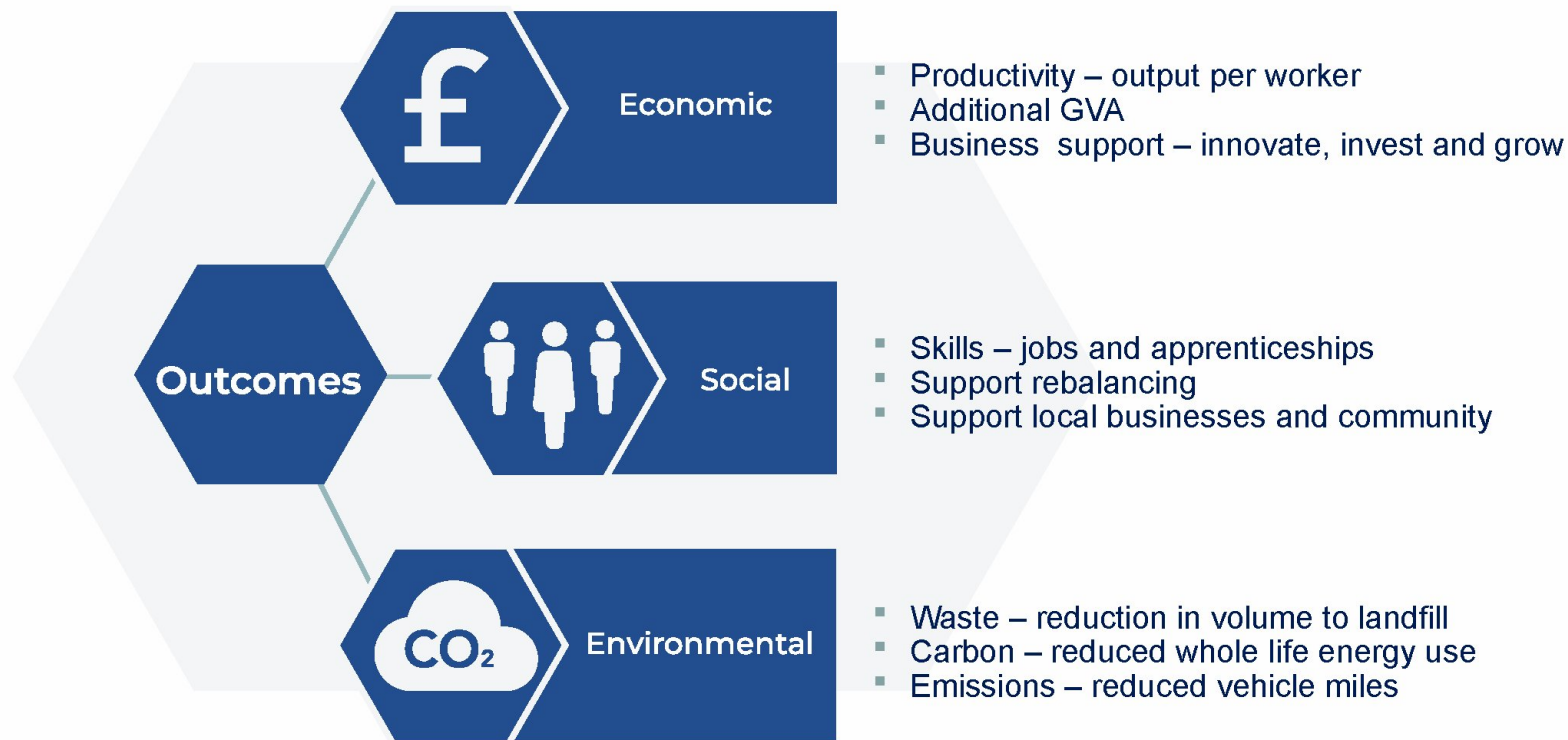 £
Economic
▪ Productivity – output per worker
▪ Additional GVA
▪ Business  support – innovate, invest and grow
Outcomes
Social
▪ Skills – jobs and apprenticeships
▪ Support rebalancing
▪ Support local businesses and community
CO₂
Environmental
▪ Waste – reduction in volume to landfill
▪ Carbon – reduced whole life energy use
▪ Emissions – reduced vehicle miles